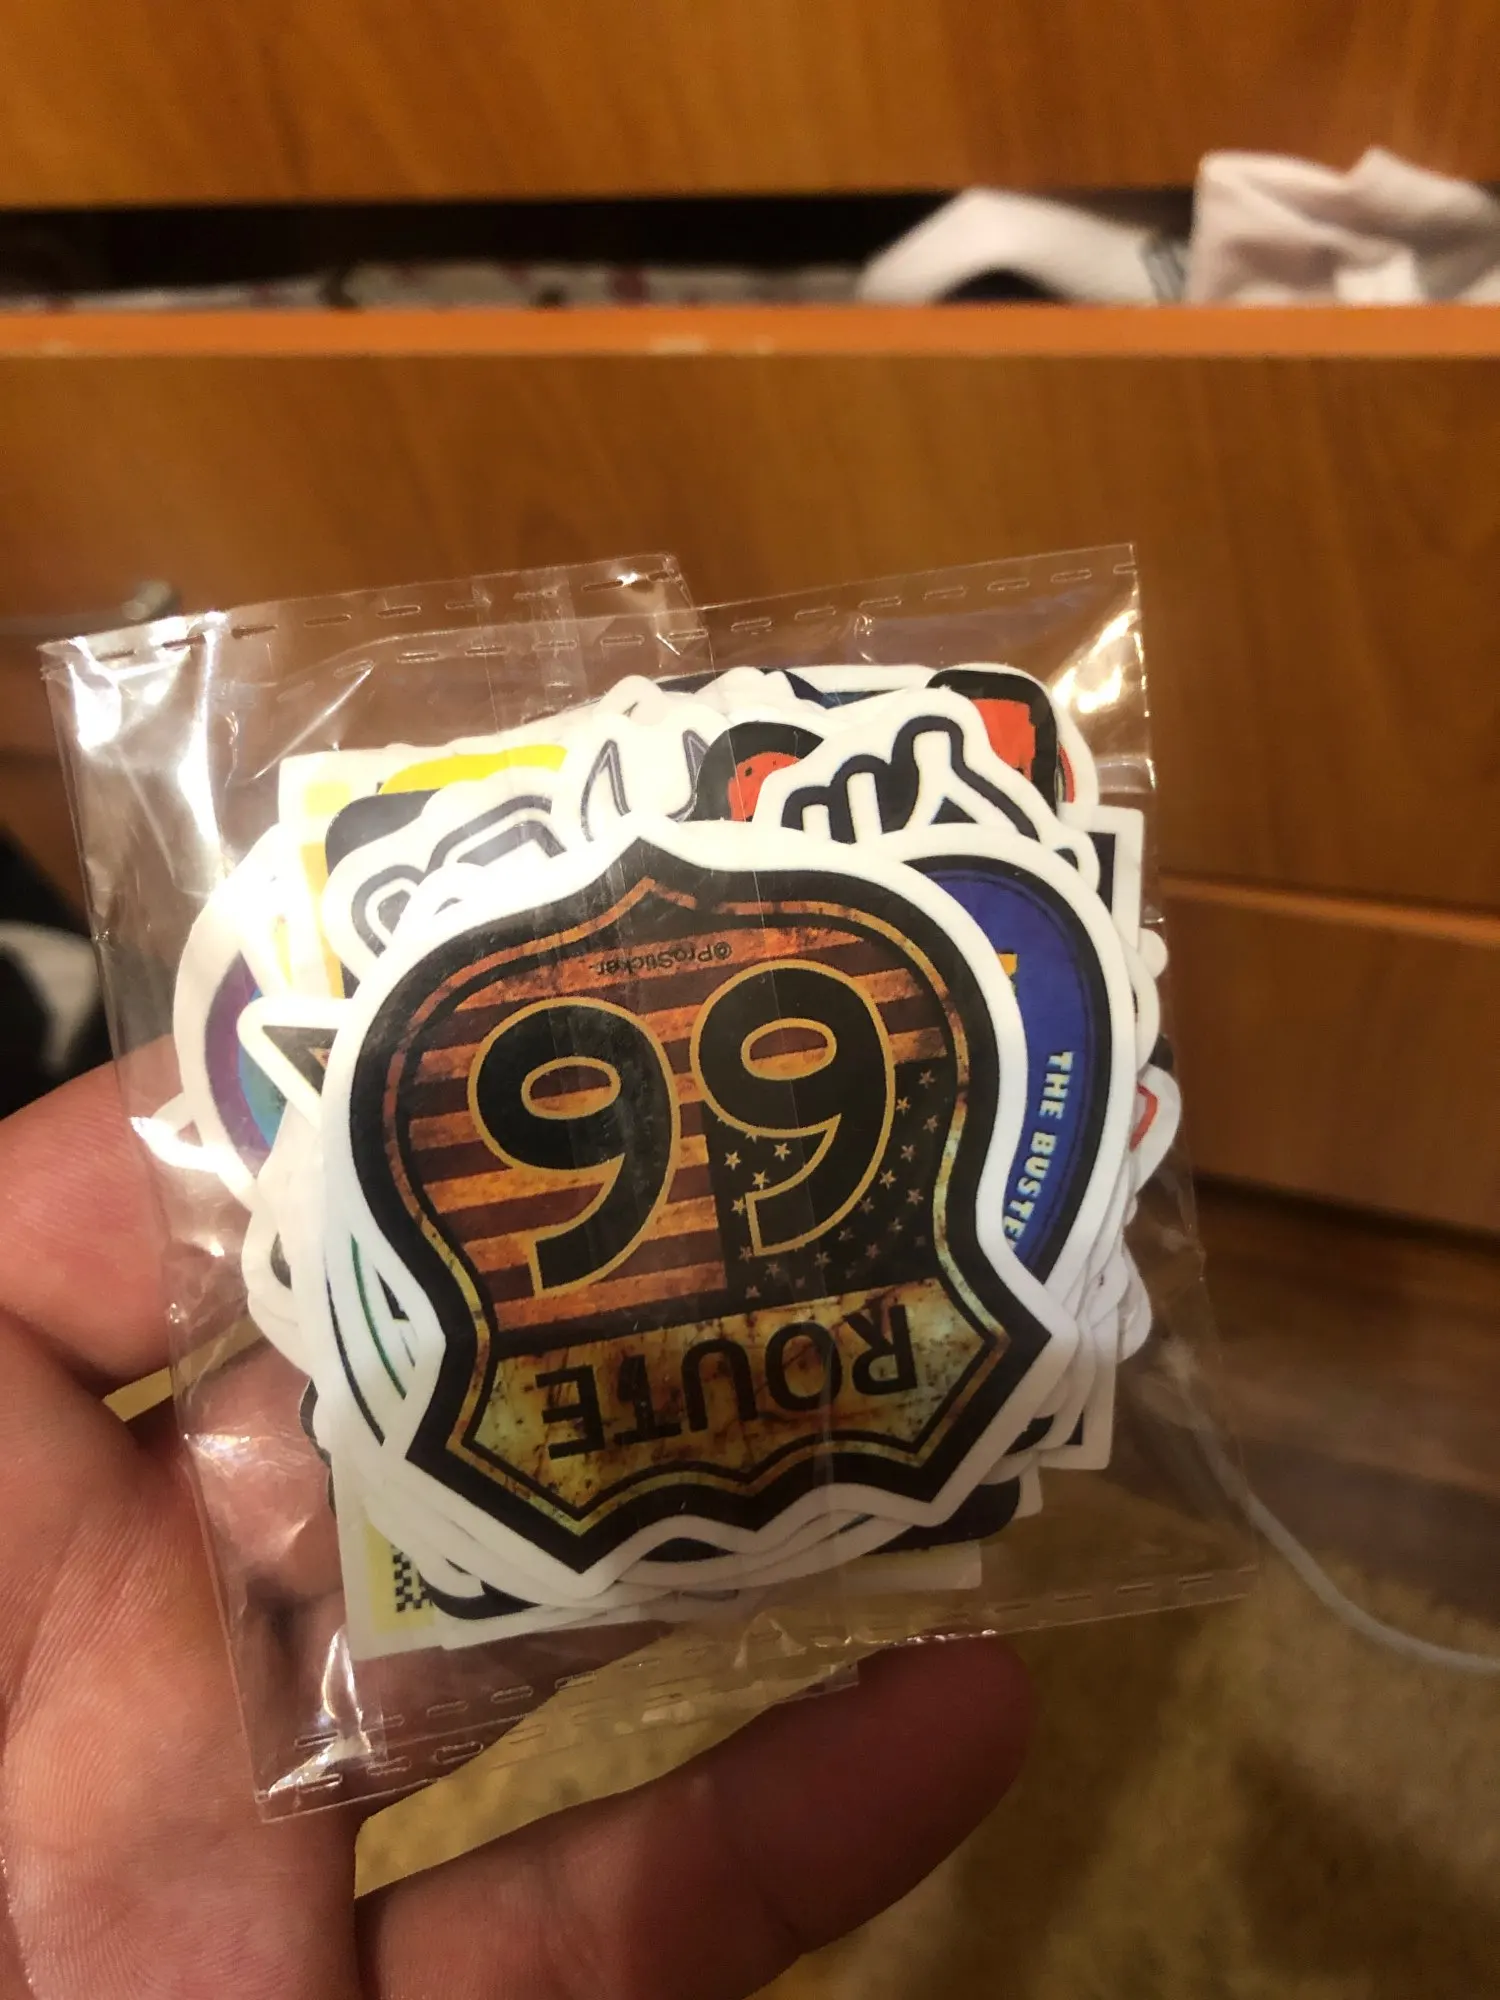 ROUTE
66
@ProSticker
THE BUSTE